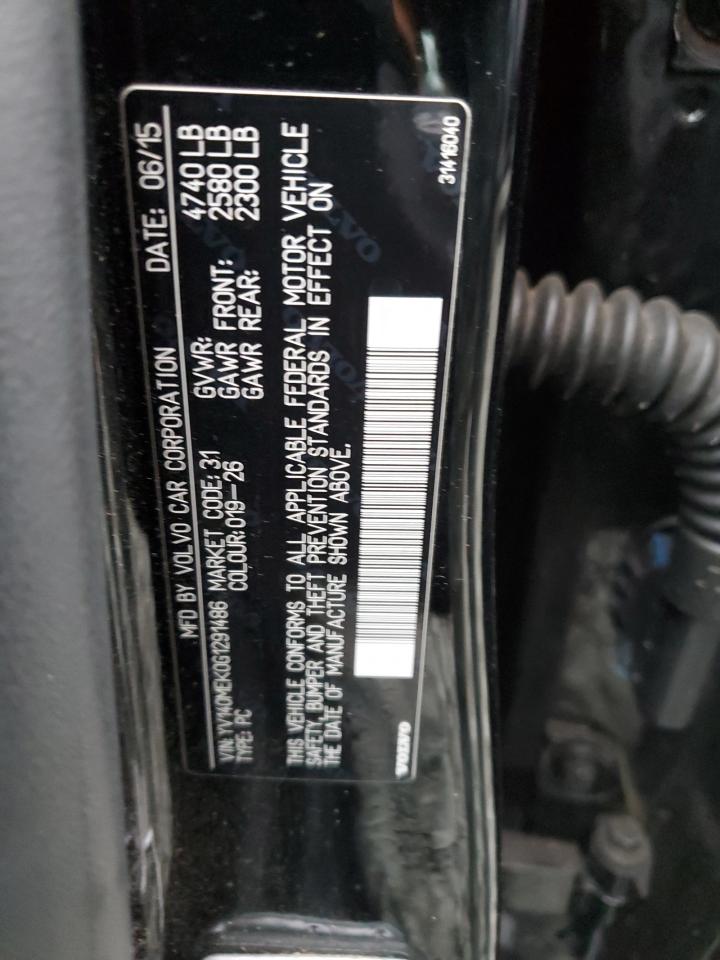 MFD BY VOLVO CAR CORPORATION DATE: 06/15
VIN: YV140MEK0G1291486 MARKET CODE: 31 GVWR: 4740 LB
TYPE: PC COLOUR: 019-26 GAWR FRONT: 2580 LB
GAWR REAR: 2300 LB
THIS VEHICLE CONFORMS TO ALL APPLICABLE FEDERAL MOTOR VEHICLE
SAFETY, BUMPER AND THEFT PREVENTION STANDARDS IN EFFECT ON
THE DATE OF MANUFACTURE SHOWN ABOVE.
VOLVO
31416040